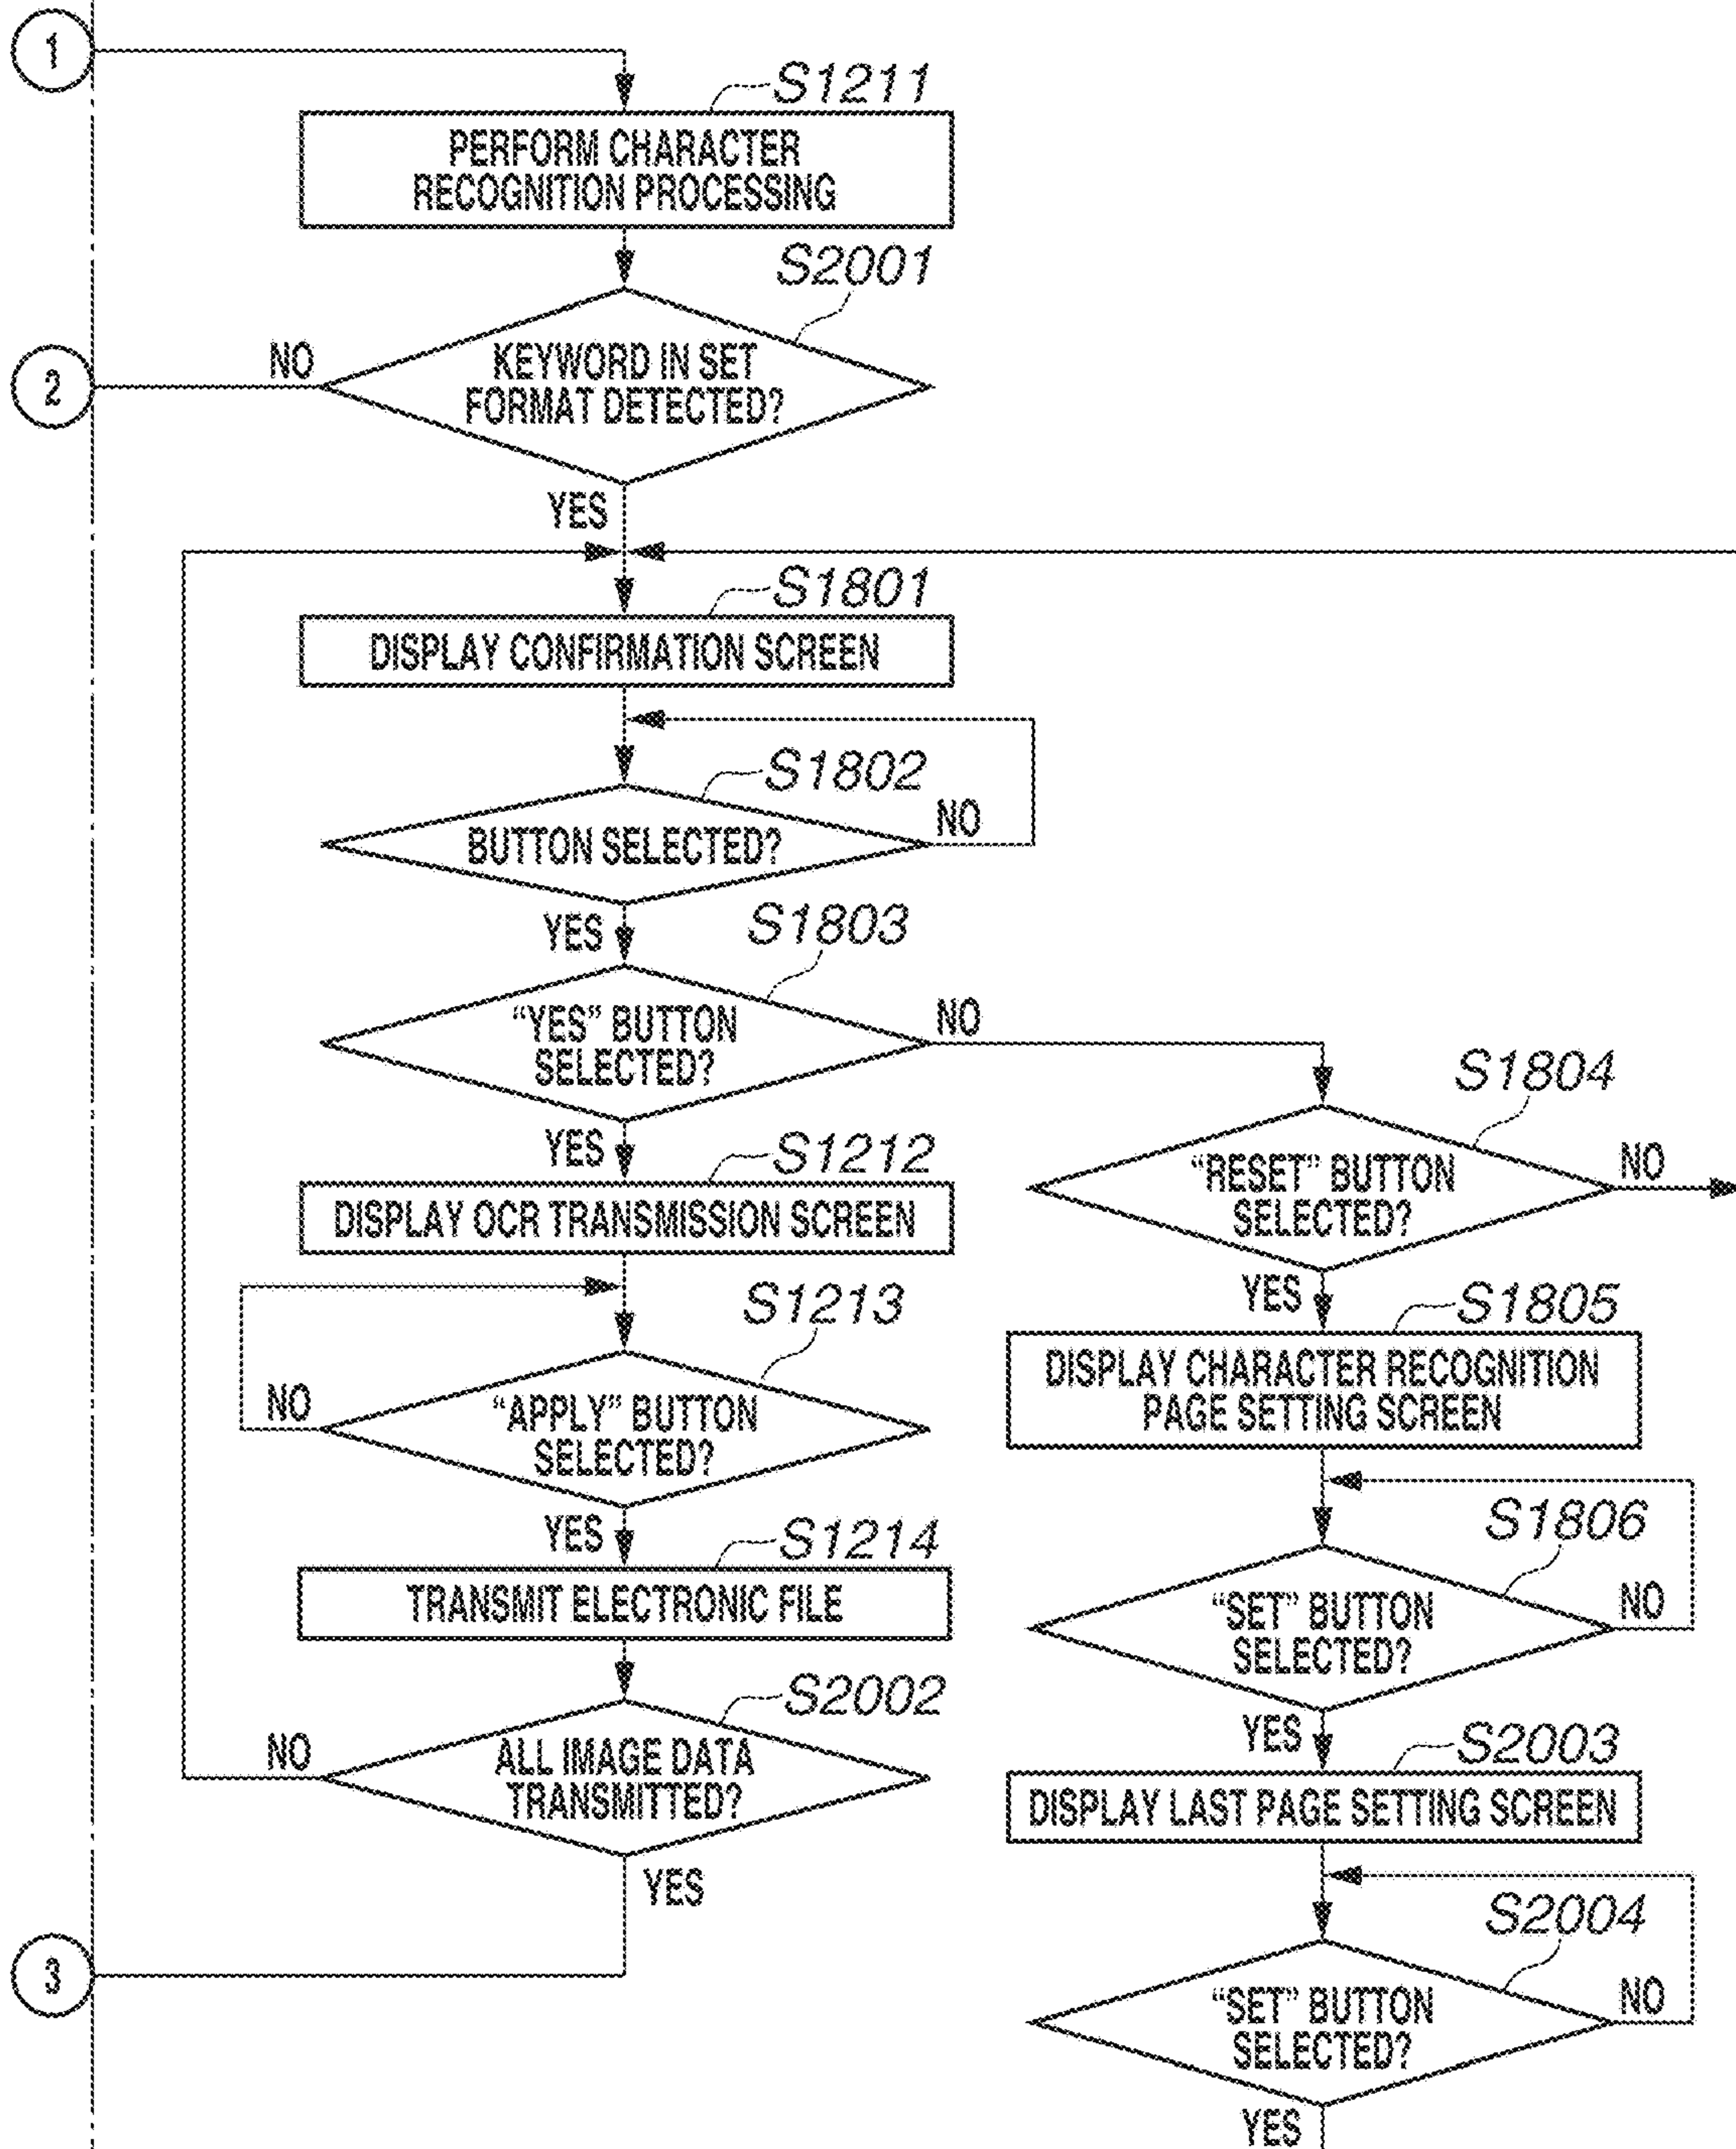 1
S1211
PERFORM CHARACTER
RECOGNITION PROCESSING
S2001
2
NO
KEYWORD IN SET
FORMAT DETECTED?
YES
S1801
DISPLAY CONFIRMATION SCREEN
S1802
BUTTON SELECTED?
NO
YES
S1803
“YES” BUTTON
SELECTED?
NO
YES
S1212
DISPLAY OCR TRANSMISSION SCREEN
S1213
NO
“APPLY” BUTTON
SELECTED?
YES
S1214
TRANSMIT ELECTRONIC FILE
S2002
NO
ALL IMAGE DATA
TRANSMITTED?
YES
3
S1804
“RESET” BUTTON
SELECTED?
NO
YES
S1805
DISPLAY CHARACTER RECOGNITION
PAGE SETTING SCREEN
S1806
“SET” BUTTON
SELECTED?
NO
YES
S2003
DISPLAY LAST PAGE SETTING SCREEN
S2004
“SET” BUTTON
SELECTED?
NO
YES